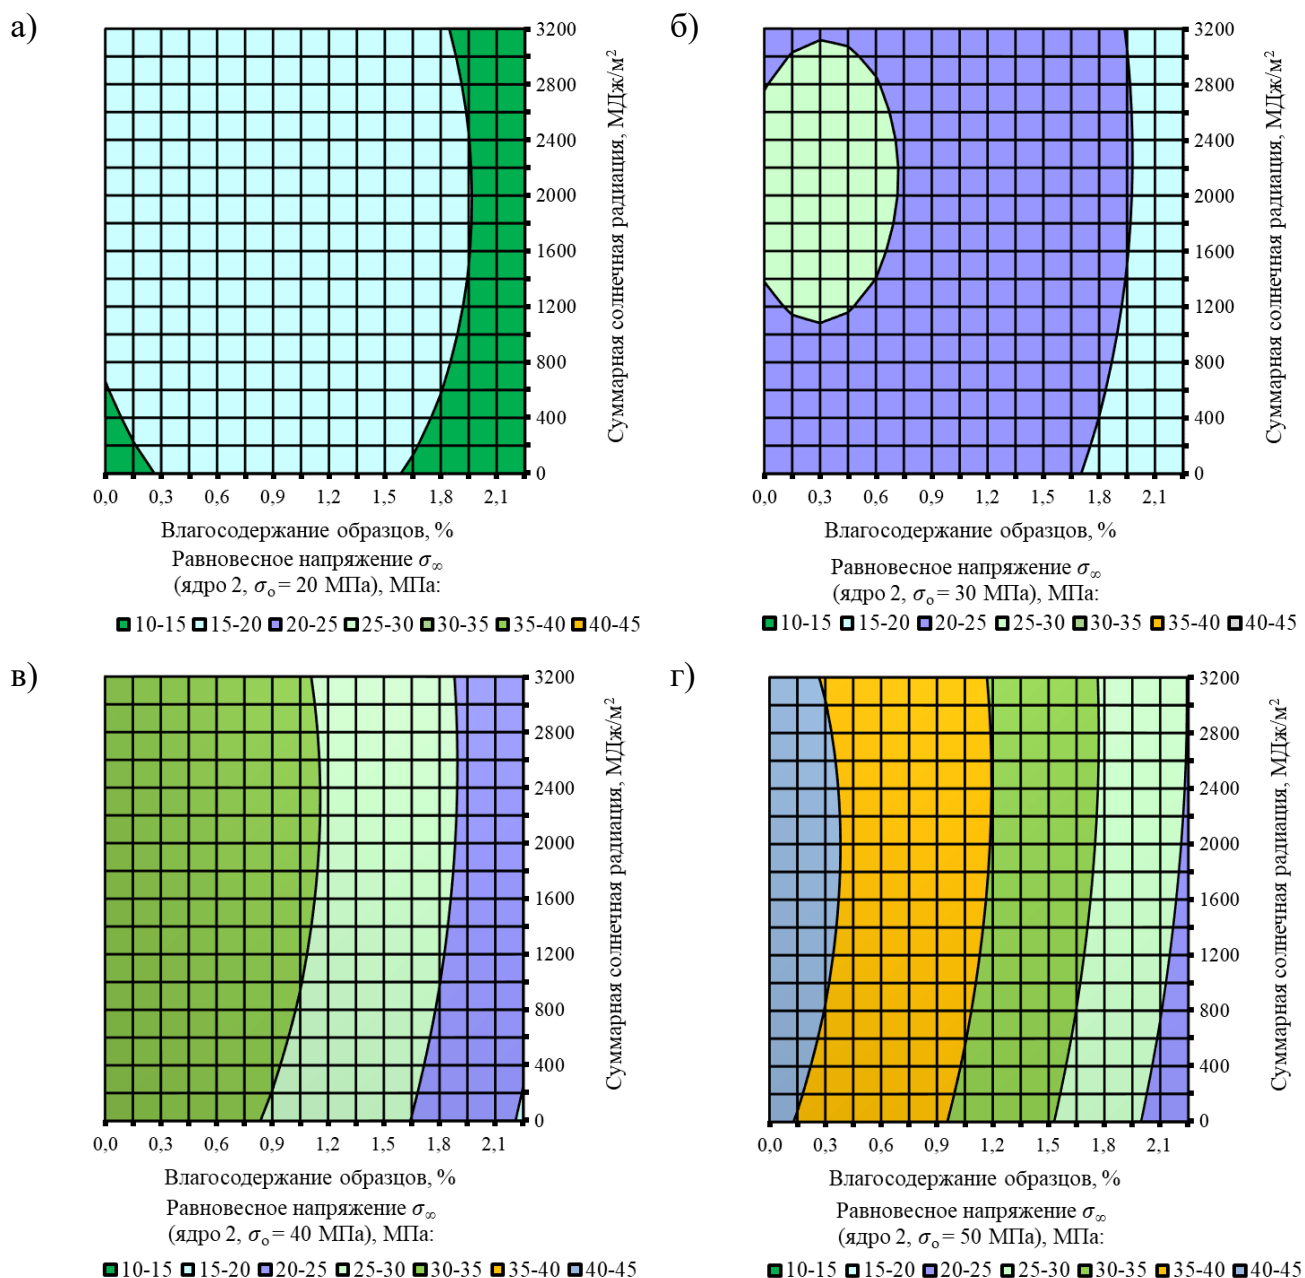 а)
3200
2800
2400
2000
1600
1200
800
400
0
Суммарная солнечная радиация, МДж/м²
0,0 0,3 0,6 0,9 1,2 1,5 1,8 2,1
Влагосодержание образцов, %
Равновесное напряжение σ∞
(ядро 2, σо = 20 МПа), МПа:
10-15 15-20 20-25 25-30 30-35 35-40 40-45
б)
3200
2800
2400
2000
1600
1200
800
400
0
Суммарная солнечная радиация, МДж/м²
0,0 0,3 0,6 0,9 1,2 1,5 1,8 2,1
Влагосодержание образцов, %
Равновесное напряжение σ∞
(ядро 2, σо = 30 МПа), МПа:
10-15 15-20 20-25 25-30 30-35 35-40 40-45
в)
3200
2800
2400
2000
1600
1200
800
400
0
Суммарная солнечная радиация, МДж/м²
0,0 0,3 0,6 0,9 1,2 1,5 1,8 2,1
Влагосодержание образцов, %
Равновесное напряжение σ∞
(ядро 2, σо = 40 МПа), МПа:
10-15 15-20 20-25 25-30 30-35 35-40 40-45
г)
3200
2800
2400
2000
1600
1200
800
400
0
Суммарная солнечная радиация, МДж/м²
0,0 0,3 0,6 0,9 1,2 1,5 1,8 2,1
Влагосодержание образцов, %
Равновесное напряжение σ∞
(ядро 2, σо = 50 МПа), МПа:
10-15 15-20 20-25 25-30 30-35 35-40 40-45